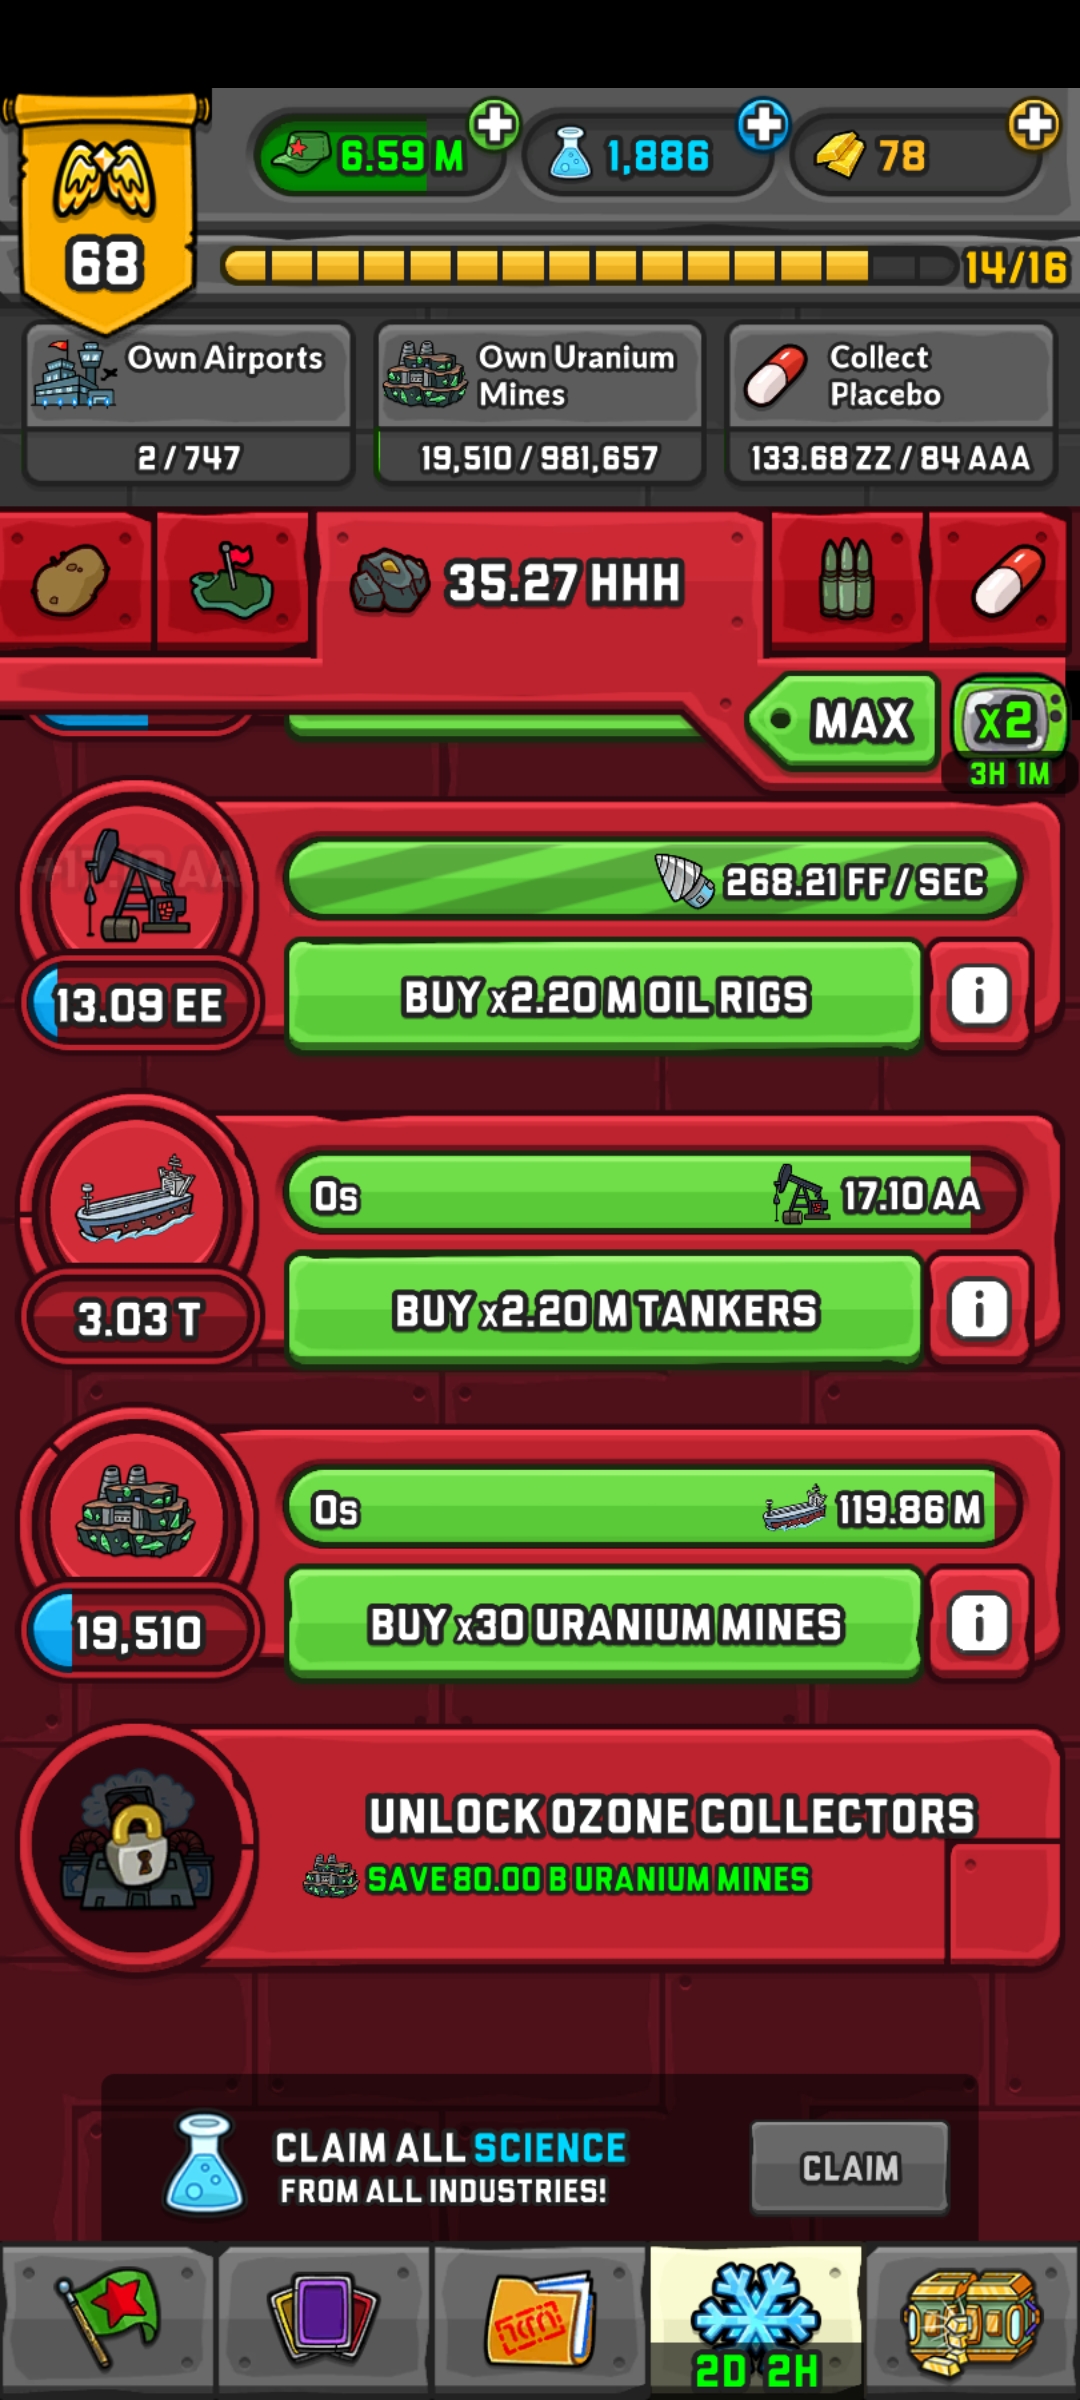 6.59 M
1,886
78
68
14/16
Own Airports
2 / 747
Own Uranium
Mines
19,510 / 981,657
Collect
Placebo
133.68 ZZ / 84 AAA
35.27 HHH
MAX
x2
3H 1M
268.21 FF / SEC
13.09 EE
BUY x2.20 M OIL RIGS
i
0s
17.10 AA
3.03 T
BUY x2.20 M TANKERS
i
0s
119.86 M
19,510
BUY x30 URANIUM MINES
i
UNLOCK OZONE COLLECTORS
SAVE 80.00 B URANIUM MINES
CLAIM ALL SCIENCE
FROM ALL INDUSTRIES!
CLAIM
2D 2H